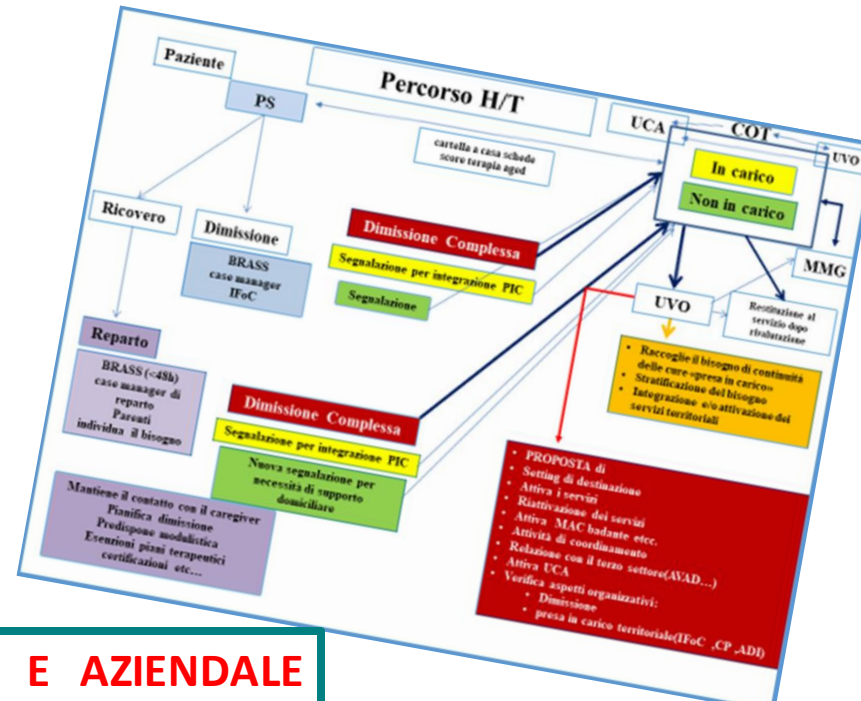 Paziente
Percorso H/T
PS
UCA
COT
UVO
cartella a casa schede
score terapia aged
In carico
Non in carico
Ricovero
Dimissione
BRASS
case manager
IFoC
Dimissione Complessa
Segnalazione per integrazione PIC
Segnalazione
MMG
UVO
Restituzione al
servizio dopo
rivalutazione
Reparto
BRASS (<48h)
case manager di
reparto
Parenti
individua il bisogno
• Raccoglie il bisogno di continuità
delle cure «presa in carico»
• Stratificazione del bisogno
• Integrazione e/o attivazione dei
servizi territoriali
Dimissione Complessa
Segnalazione per integrazione PIC
Nuova segnalazione per
necessità di supporto
domiciliare
Mantiene il contatto con il caregiver
Pianifica dimissione
Predispone modulistica
Esenzioni piani terapeutici
certificazioni etc...
• PROPOSTA di
• Setting di destinazione
• Attiva i servizi
• Riattivazione dei servizi
• Attiva MAC badante etcc.
• Attività di coordinamento
• Relazione con il terzo settore(AVAD...)
• Attiva UCA
• Verifica aspetti organizzativi:
• Dimissione
• presa in carico territoriale(IFoC ,CP ,ADI)
E AZIENDALE